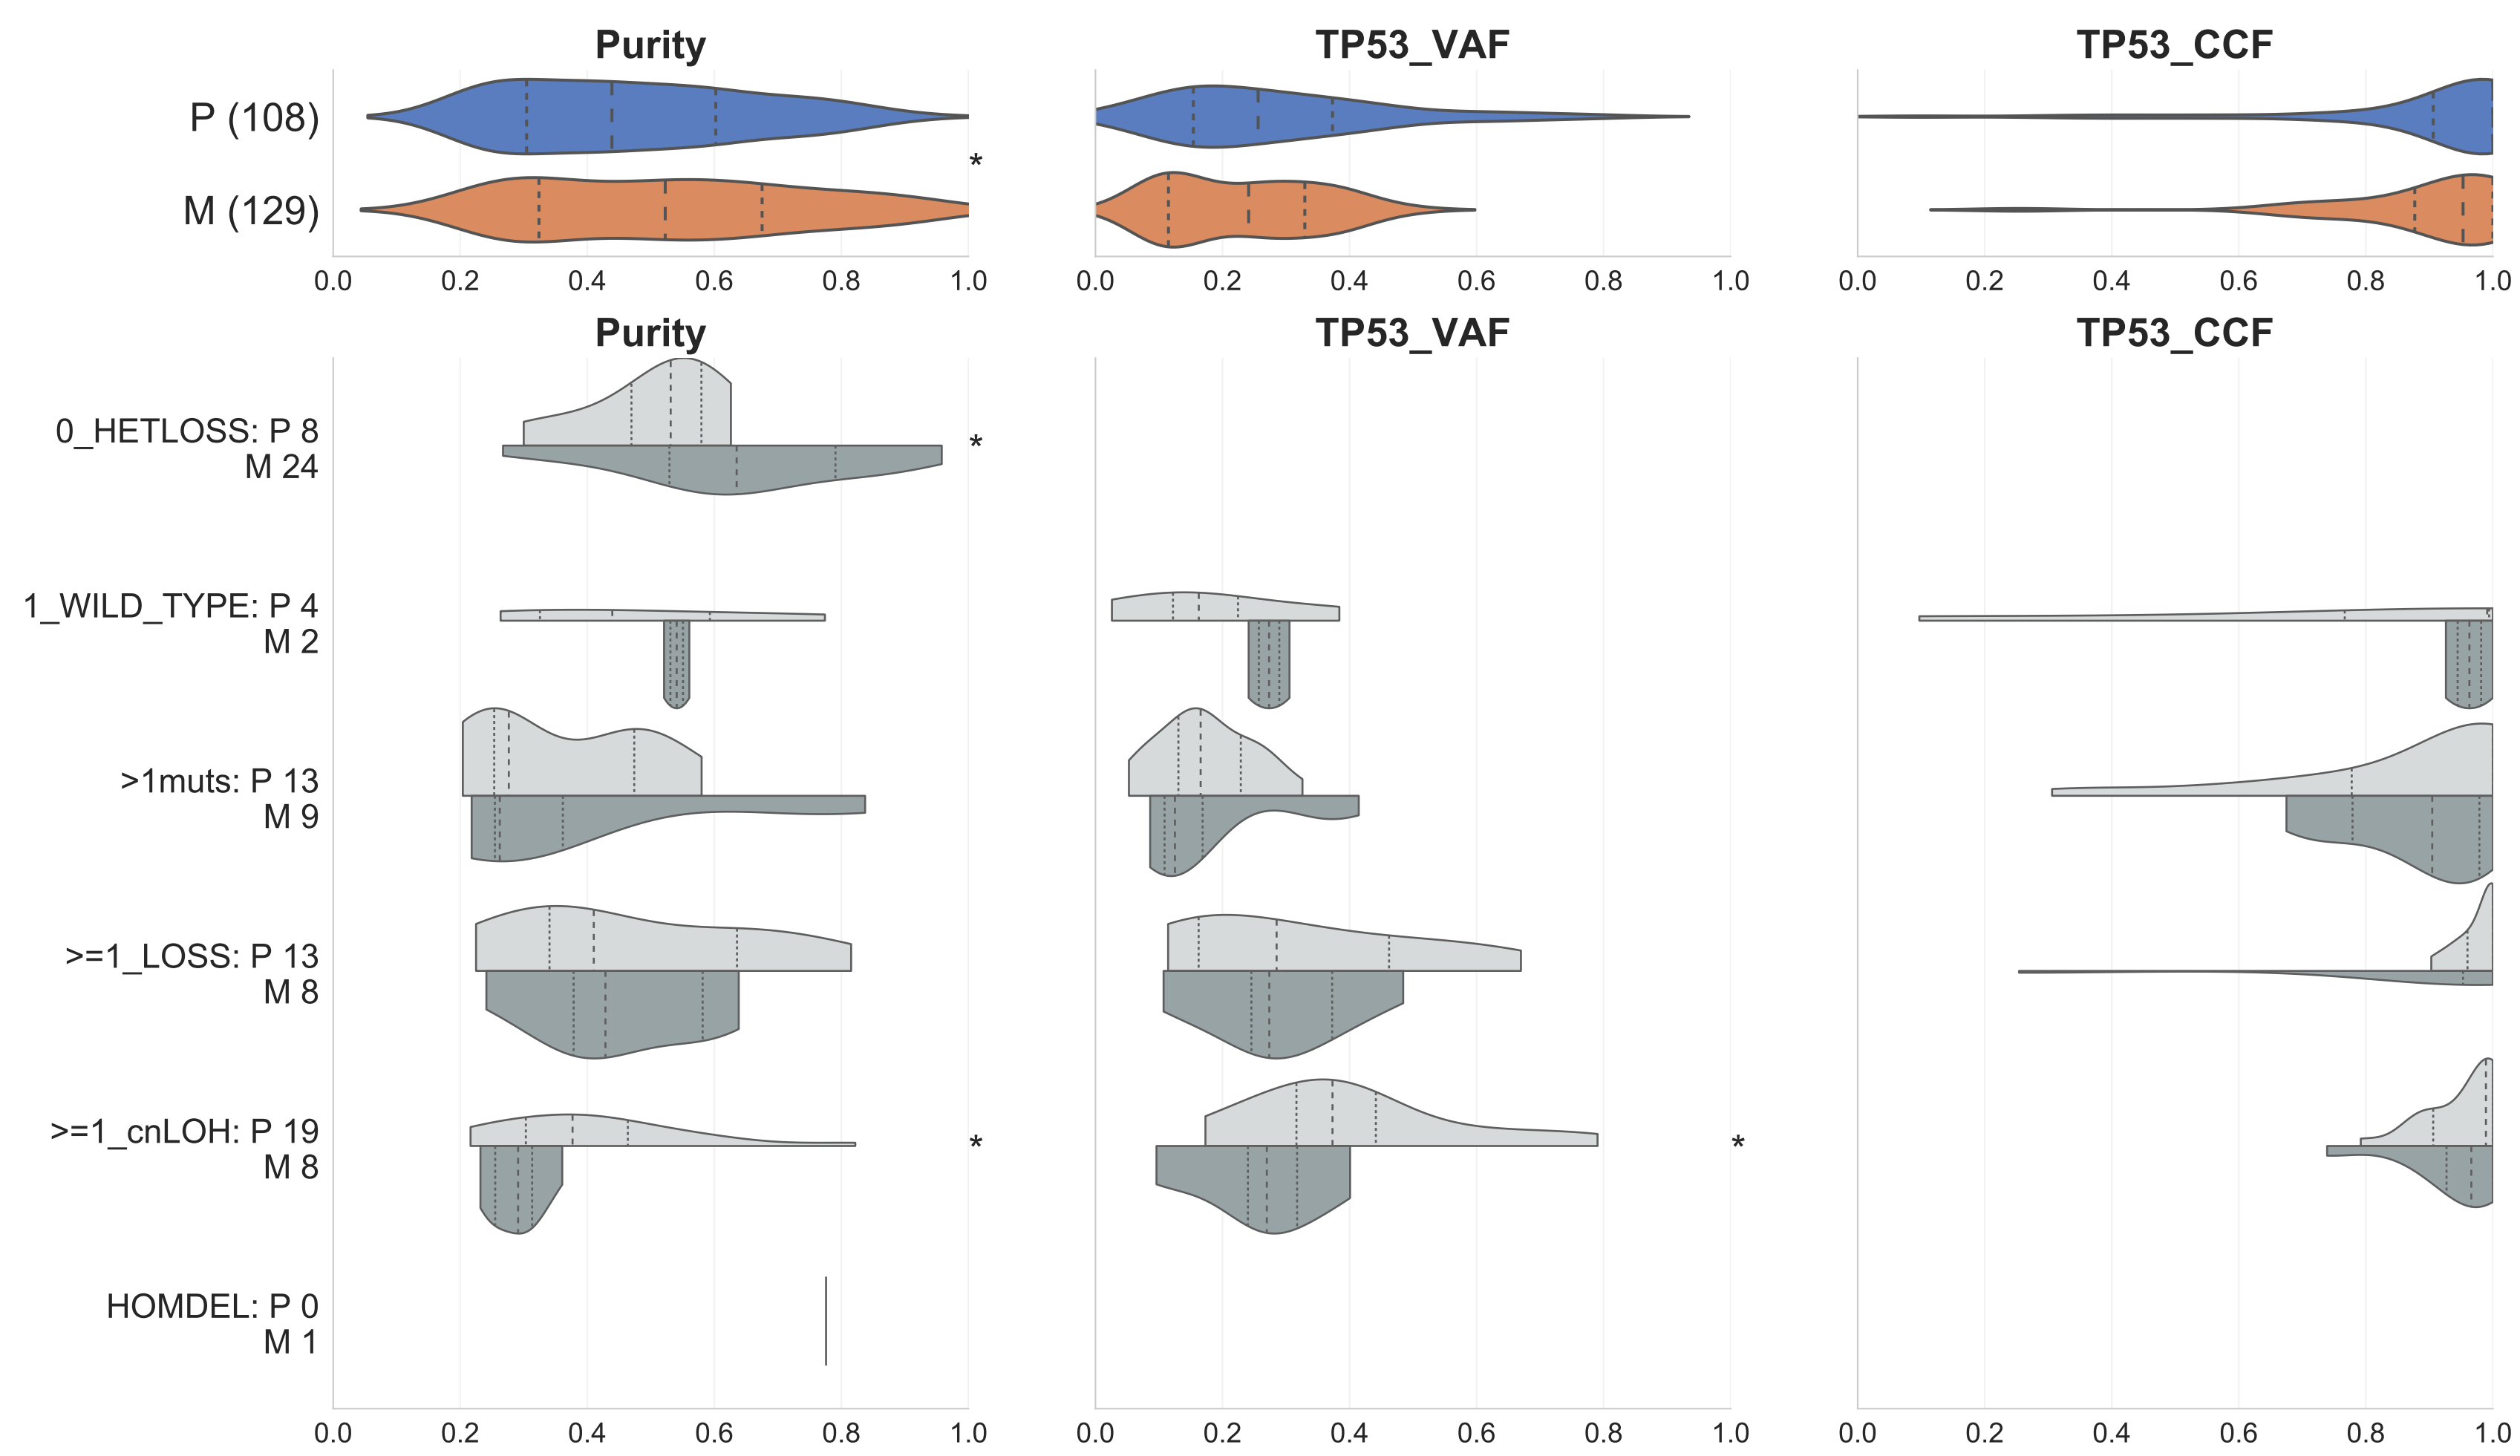 Purity TP53_VAF TP53_CCF
P (108)
*
M (129)
0.0 0.2 0.4 0.6 0.8 1.0 0.0 0.2 0.4 0.6 0.8 1.0 0.0 0.2 0.4 0.6 0.8 1.0
Purity TP53_VAF TP53_CCF
0_HETLOSS: P 8 *
M 24
1_WILD_TYPE: P 4
M 2
>1muts: P 13
M 9
>=1_LOSS: P 13
M 8
>=1_cnLOH: P 19 * *
M 8
HOMDEL: P 0
M 1
0.0 0.2 0.4 0.6 0.8 1.0 0.0 0.2 0.4 0.6 0.8 1.0 0.0 0.2 0.4 0.6 0.8 1.0